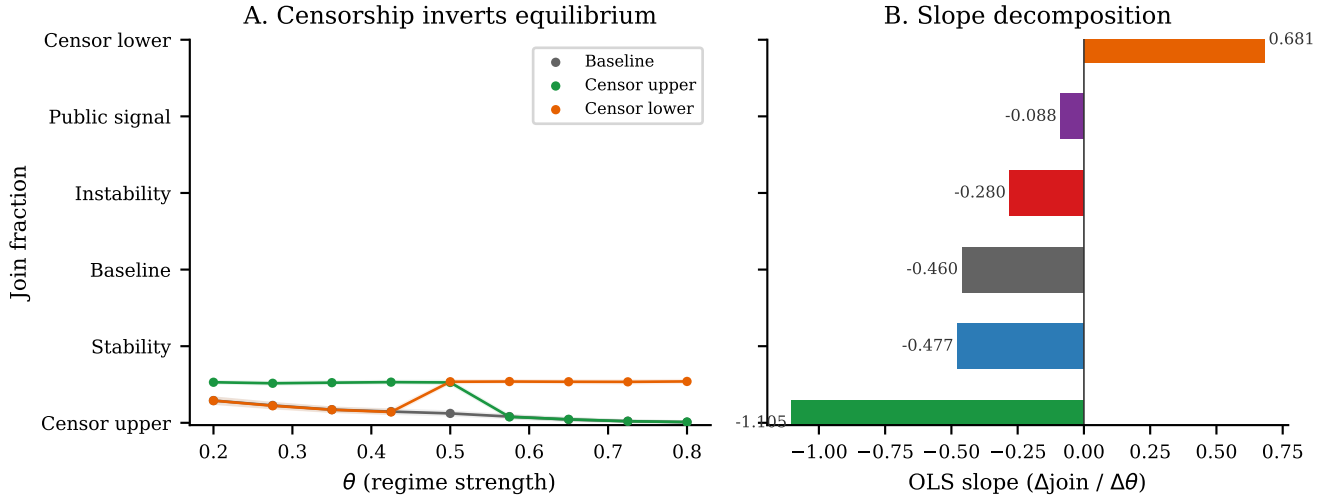 A. Censorship inverts equilibrium
Join fraction
Censor lower
Public signal
Instability
Baseline
Stability
Censor upper
Baseline
Censor upper
Censor lower
0.2 0.3 0.4 0.5 0.6 0.7 0.8
θ (regime strength)
B. Slope decomposition
0.681
-0.088
-0.280
-0.460
-0.477
-1.105
−1.00 −0.75 −0.50 −0.25 0.00 0.25 0.50 0.75
OLS slope (Δjoin / Δθ)